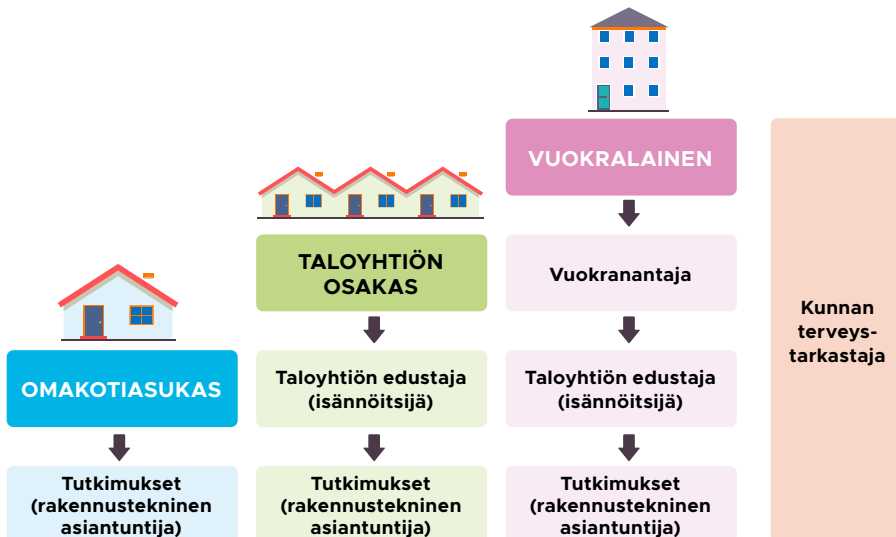 VUOKRALAINEN
TALOYHTIÖN
OSAKAS
Vuokranantaja
Kunnan
terveys-
tarkastaja
OMAKOTIASUKAS
Taloyhtiön edustaja
(isännöitsijä)
Taloyhtiön edustaja
(isännöitsijä)
Tutkimukset
(rakennustekninen
asiantuntija)
Tutkimukset
(rakennustekninen
asiantuntija)
Tutkimukset
(rakennustekninen
asiantuntija)